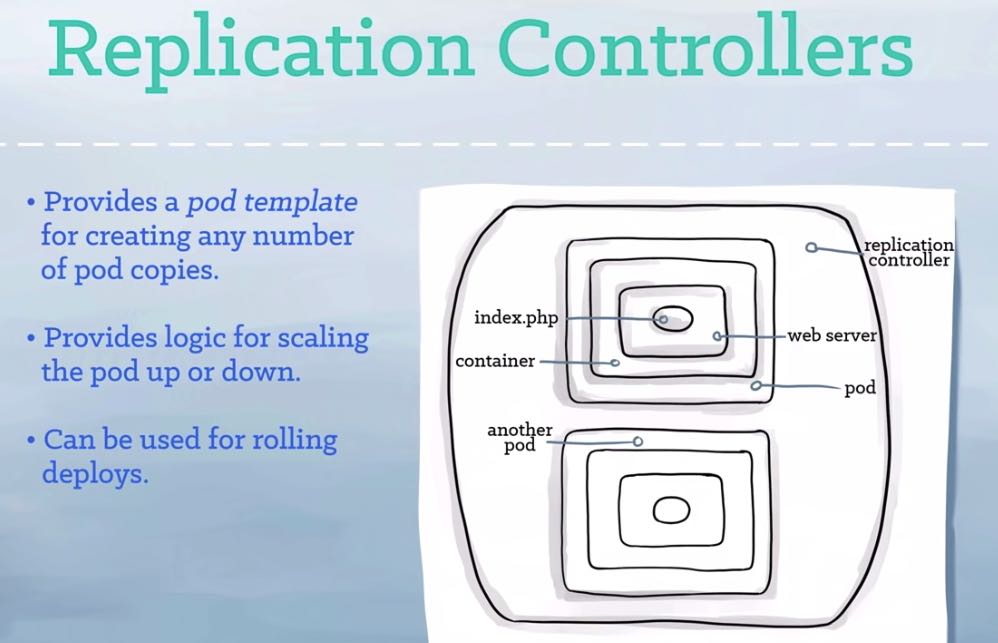 Replication Controllers
• Provides a pod template
for creating any number
of pod copies.
• Provides logic for scaling
the pod up or down.
• Can be used for rolling
deploys.
replication
controller
index.php
web server
container
pod
another
pod